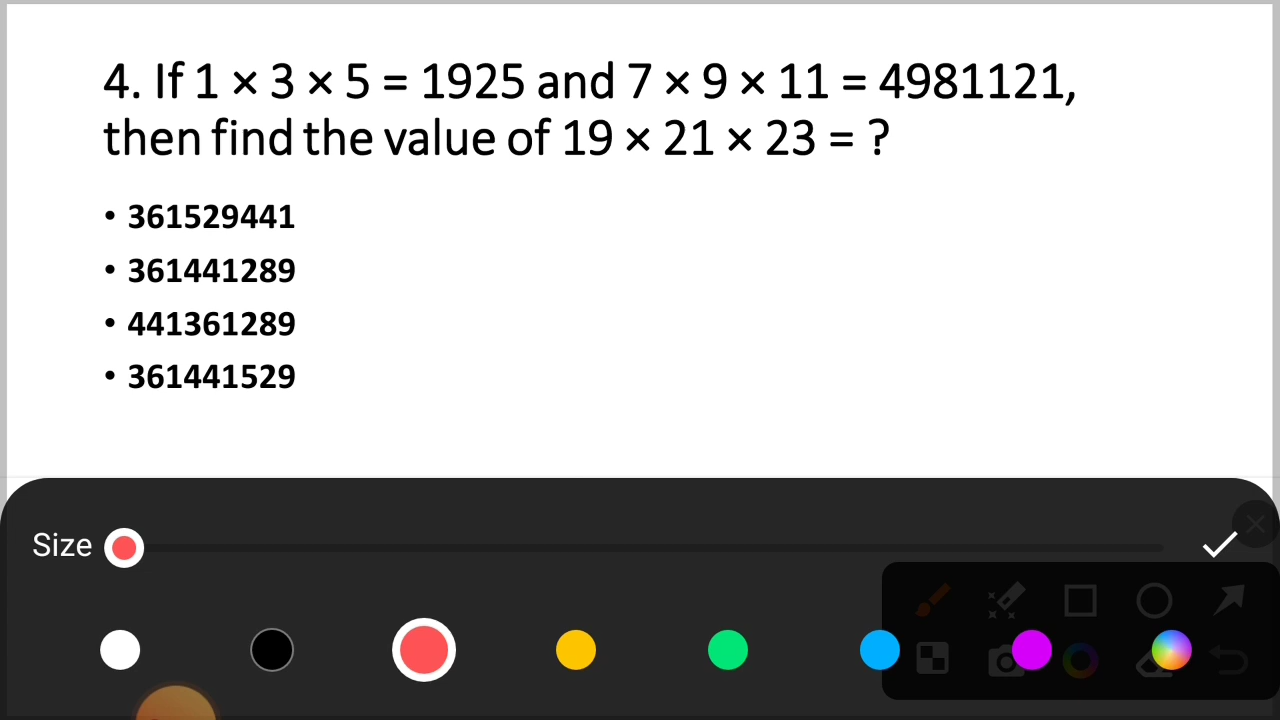 4. If 1 × 3 × 5 = 1925 and 7 × 9 × 11 = 4981121,
then find the value of 19 × 21 × 23 = ?
• 361529441
• 361441289
• 441361289
• 361441529
Size